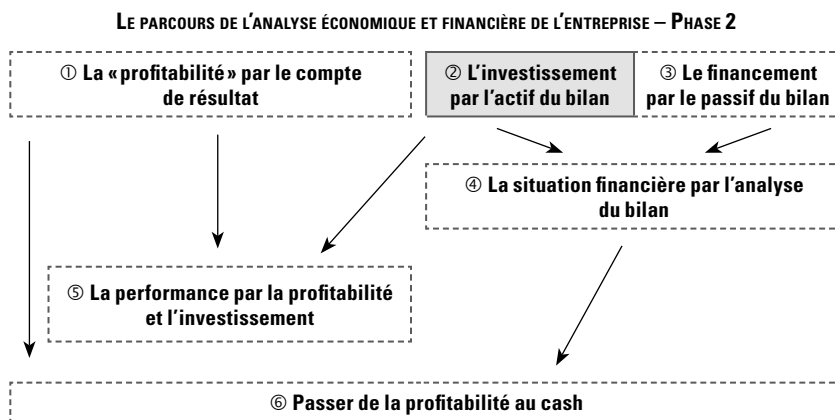 LE PARCOURS DE L’ANALYSE ÉCONOMIQUE ET FINANCIÈRE DE L’ENTREPRISE – PHASE 2
① La «profitabilité» par le compte
de résultat
② L’investissement
par l’actif du bilan
③ Le financement
par le passif du bilan
④ La situation financière par l’analyse
du bilan
⑤ La performance par la profitabilité
et l’investissement
⑥ Passer de la profitabilité au cash